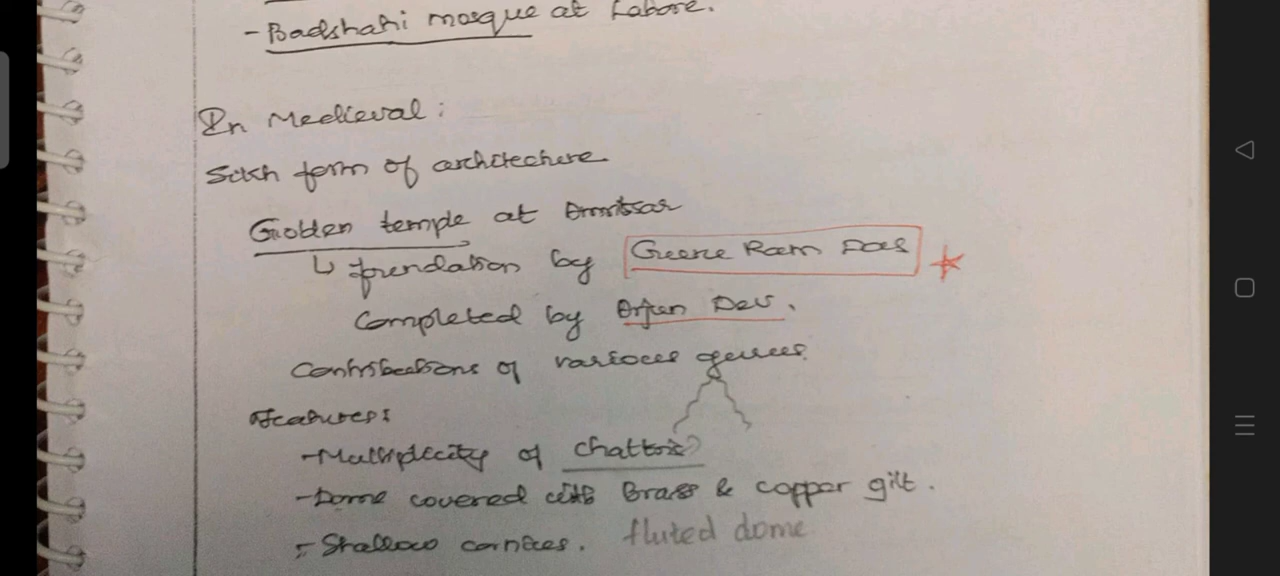 - Badshahi mosque at Lahore.
In Medieval :
Sikh form of architecture
Golden temple at Amritsar
↳ foundation by Guru Ram Das
Completed by Arjun Dev.
Contributions of various gurus.
Features:
- Multiplicity of chattris
- Dome covered with Brass & copper gilt.
- Shallow cornices. fluted dome